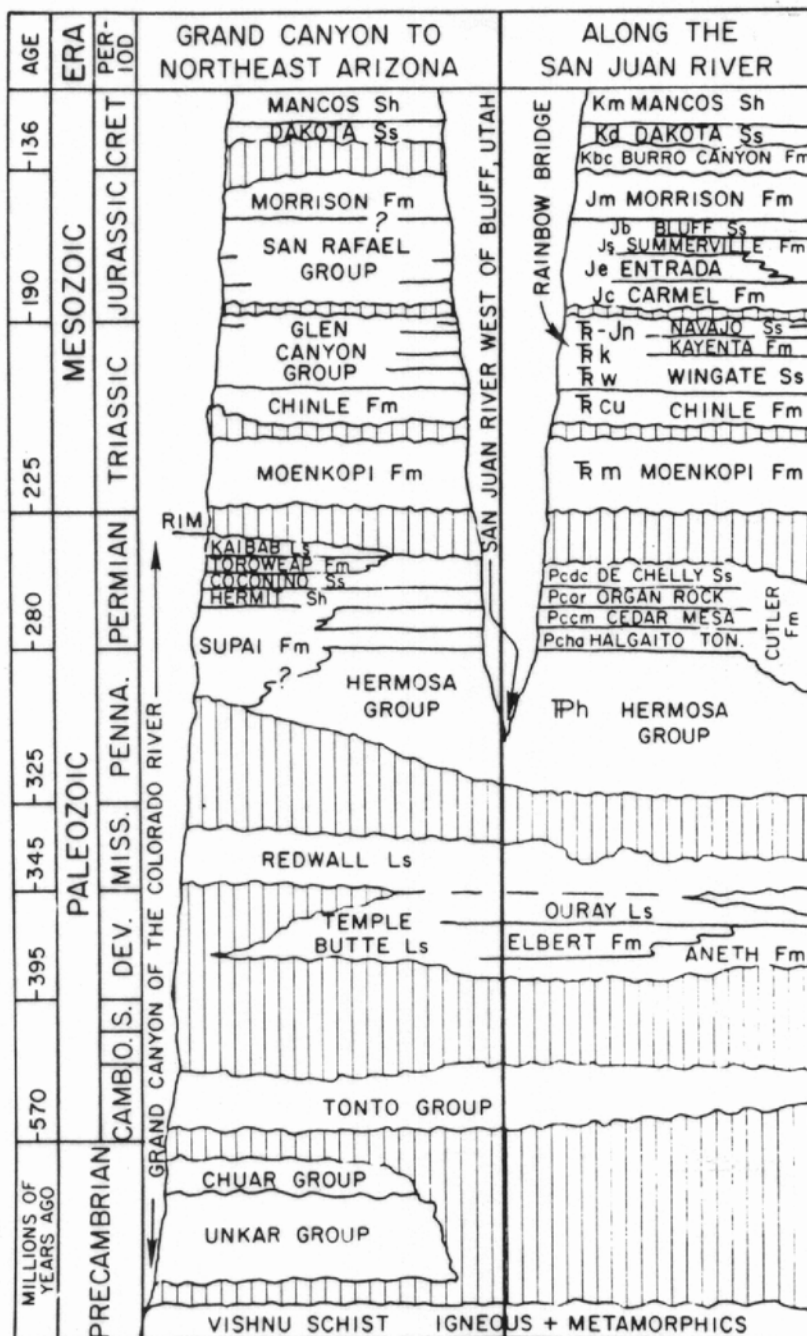 AGE
ERA
PER-
IOD
GRAND CANYON TO
NORTHEAST ARIZONA
ALONG THE
SAN JUAN RIVER
-136
-190
-225
-280
-325
-345
-395
-570
MILLIONS OF
YEARS AGO
MESOZOIC
PALEOZOIC
PRECAMBRIAN
CRET
JURASSIC
TRIASSIC
PERMIAN
PENNA.
MISS.
DEV.
S.
O.
CAMB
MANCOS Sh
DAKOTA Ss
MORRISON Fm
?
SAN RAFAEL
GROUP
GLEN
CANYON
GROUP
CHINLE Fm
MOENKOPI Fm
RIM
KAIBAB Ls
TOROWEAP Fm
COCONINO Ss
HERMIT Sh
SUPAI Fm
?
HERMOSA
GROUP
REDWALL Ls
TEMPLE
BUTTE Ls
TONTO GROUP
CHUAR GROUP
UNKAR GROUP
VISHNU SCHIST IGNEOUS + METAMORPHICS
GRAND CANYON OF THE COLORADO RIVER
SAN JUAN RIVER WEST OF BLUFF, UTAH
RAINBOW BRIDGE
Km MANCOS Sh
Kd DAKOTA Ss
Kbc BURRO CANYON Fm
Jm MORRISON Fm
Jb BLUFF Ss
Js SUMMERVILLE Fm
Je ENTRADA
Jc CARMEL Fm
TR-Jn NAVAJO Ss
TRk KAYENTA Fm
TRw WINGATE Ss
TRcu CHINLE Fm
TRm MOENKOPI Fm
Pcdc DE CHELLY Ss
Pcor ORGAN ROCK
Pccm CEDAR MESA
Pcha HALGAITO TON.
CUTLER
Fm
PPh HERMOSA
GROUP
OURAY Ls
ELBERT Fm
ANETH Fm